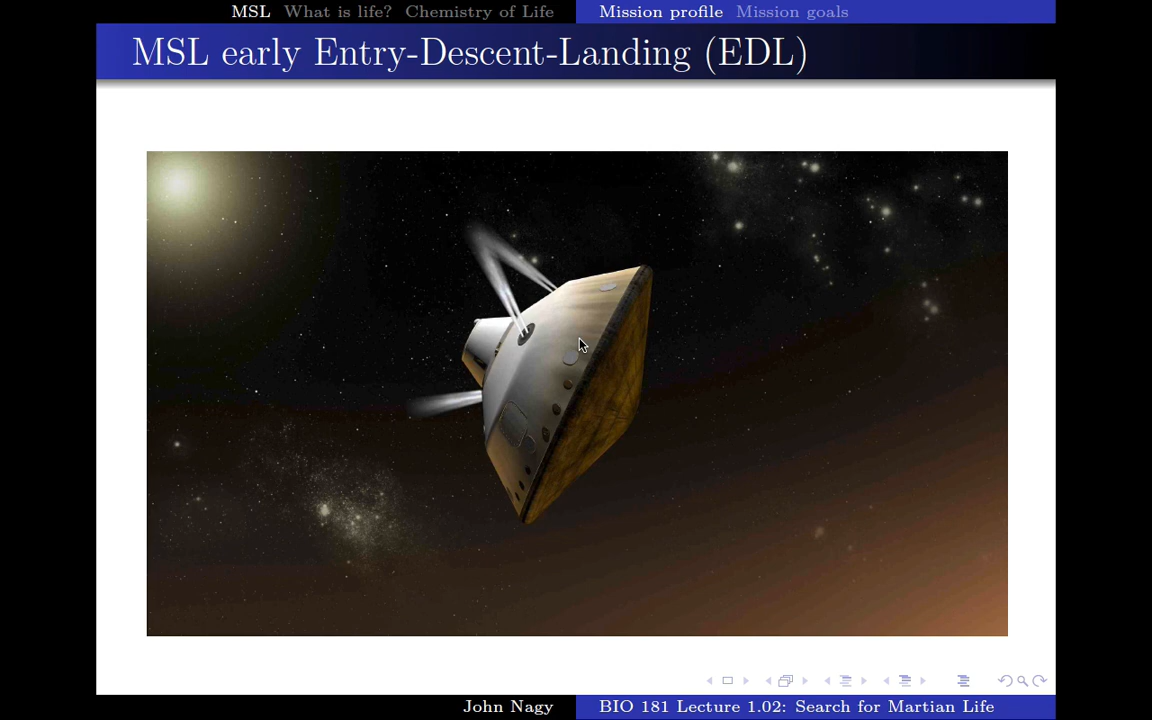 MSL What is life? Chemistry of Life Mission profile Mission goals
MSL early Entry-Descent-Landing (EDL)
John Nagy BIO 181 Lecture 1.02: Search for Martian Life